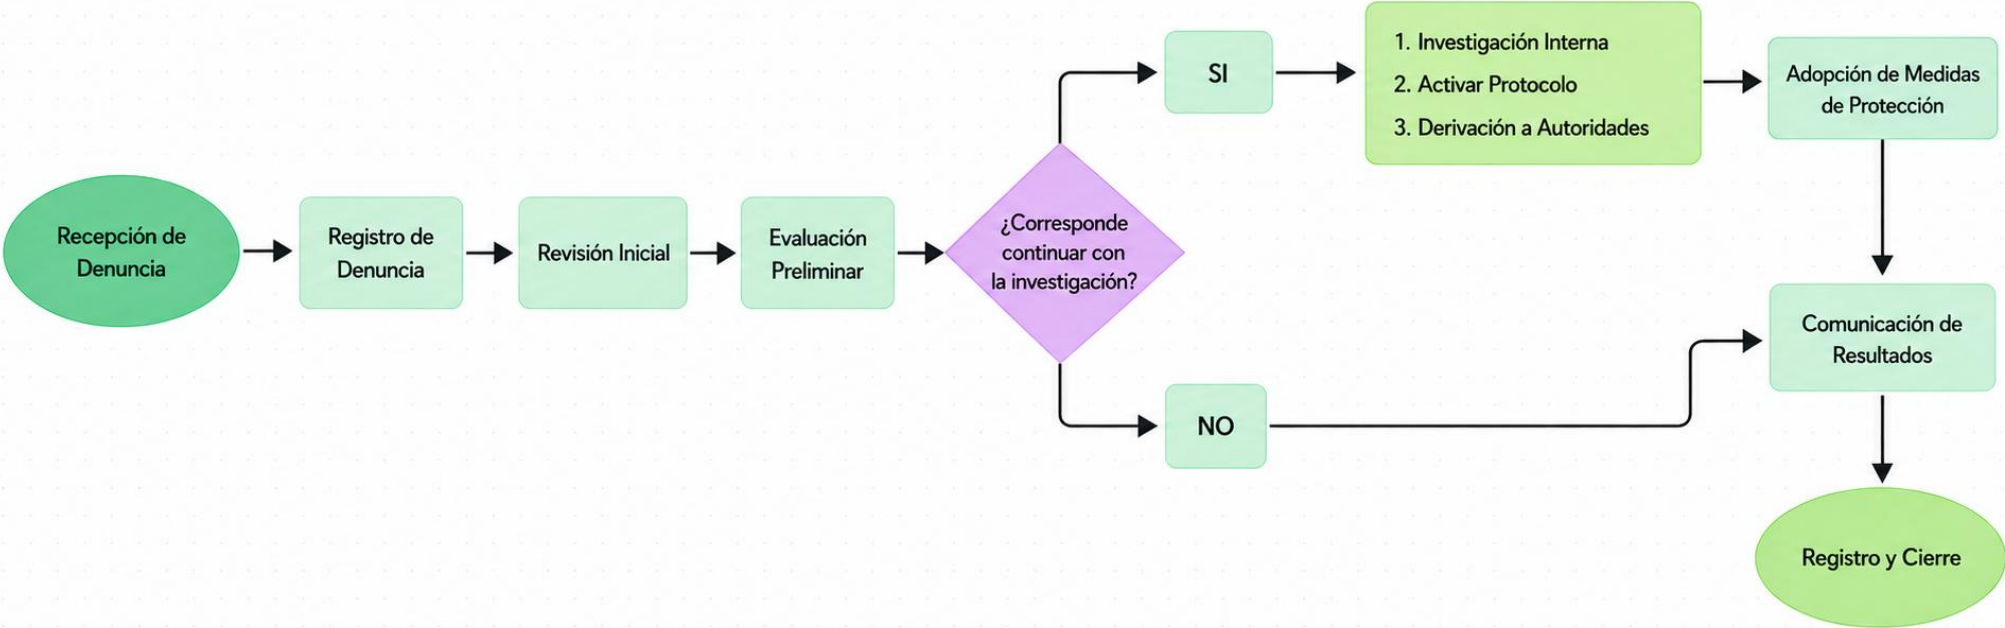 Recepción de
Denuncia
Registro de
Denuncia
Revisión Inicial
Evaluación
Preliminar
¿Corresponde
continuar con
la investigación?
SI
1. Investigación Interna
2. Activar Protocolo
3. Derivación a Autoridades
Adopción de Medidas
de Protección
NO
Comunicación de
Resultados
Registro y Cierre